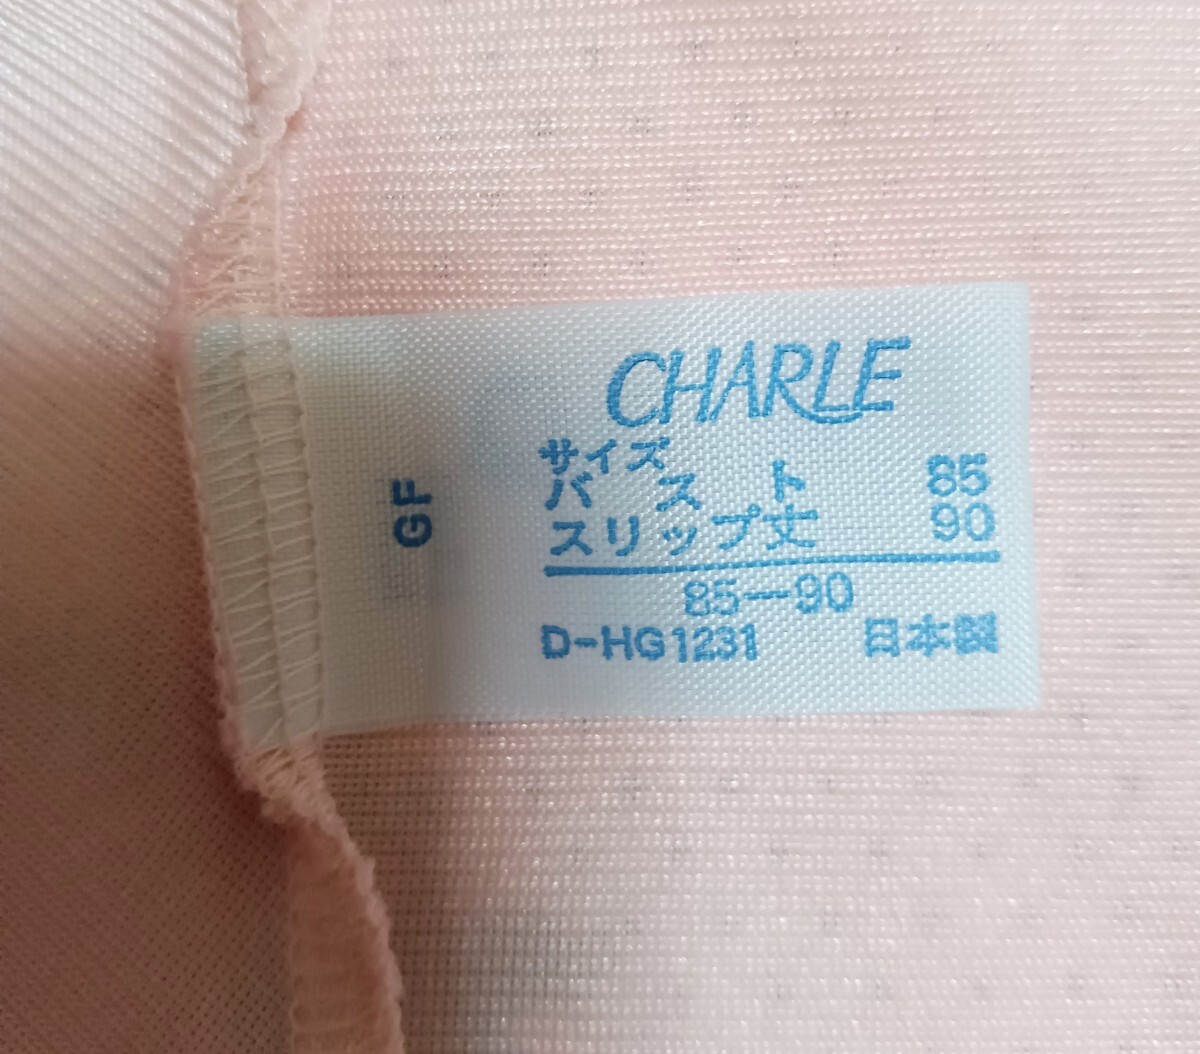 CHARLE
サイズ
バスト 85
スリップ丈 90
85-90
D-HG1231 日本製
GF